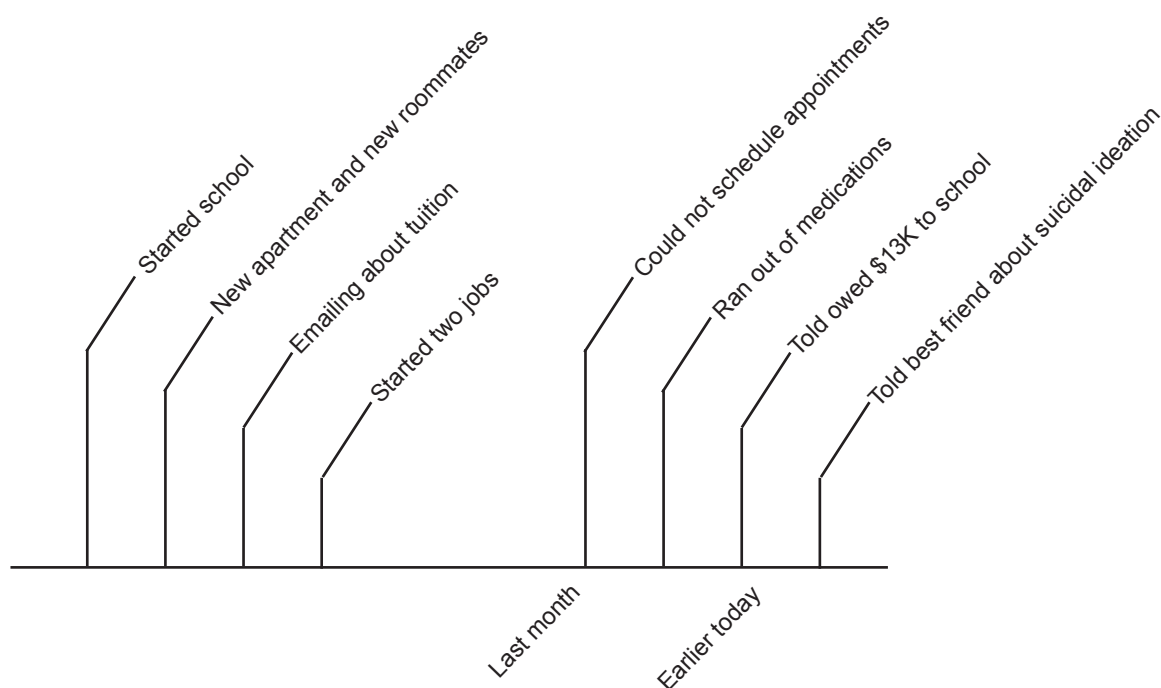 Started school
New apartment and new roommates
Emailing about tuition
Started two jobs
Could not schedule appointments
Ran out of medications
Told owed $13K to school
Told best friend about suicidal ideation
Last month
Earlier today